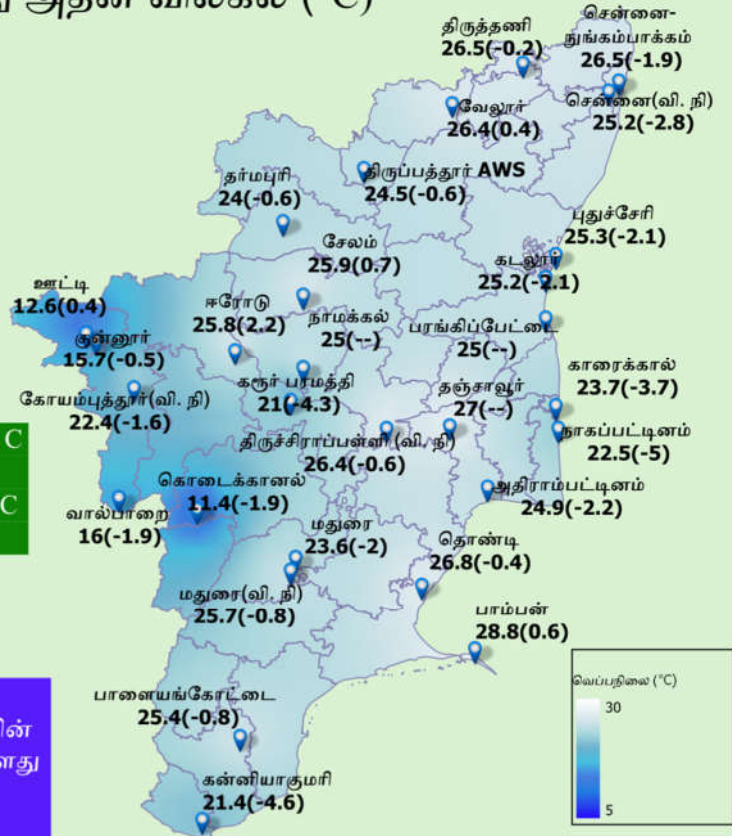 அதன் விலகல் (°C)
திருத்தணி
26.5(-0.2)
சென்னை-
நுங்கம்பாக்கம்
26.5(-1.9)
வேலூர்
26.4(0.4)
சென்னை(வி. நி)
25.2(-2.8)
திருப்பத்தூர் AWS
24.5(-0.6)
தர்மபுரி
24(-0.6)
புதுச்சேரி
25.3(-2.1)
சேலம்
25.9(0.7)
கடலூர்
25.2(-2.1)
ஊட்டி
12.6(0.4)
ஈரோடு
25.8(2.2)
நாமக்கல்
25(--)
பரங்கிப்பேட்டை
25(--)
குன்னூர்
15.7(-0.5)
காரைக்கால்
23.7(-3.7)
கரூர் பரமத்தி
21(-4.3)
தஞ்சாவூர்
27(--)
கோயம்புத்தூர்(வி. நி)
22.4(-1.6)
நாகப்பட்டினம்
22.5(-5)
திருச்சிராப்பள்ளி (வி. நி)
26.4(-0.6)
C
கொடைக்கானல்
11.4(-1.9)
அதிராம்பட்டினம்
24.9(-2.2)
C
வால்பாறை
16(-1.9)
மதுரை
23.6(-2)
தொண்டி
26.8(-0.4)
மதுரை(வி. நி)
25.7(-0.8)
பாம்பன்
28.8(0.6)
வெப்பநிலை (°C)
30
5
பாளையங்கோட்டை
25.4(-0.8)
கன்னியாகுமரி
21.4(-4.6)